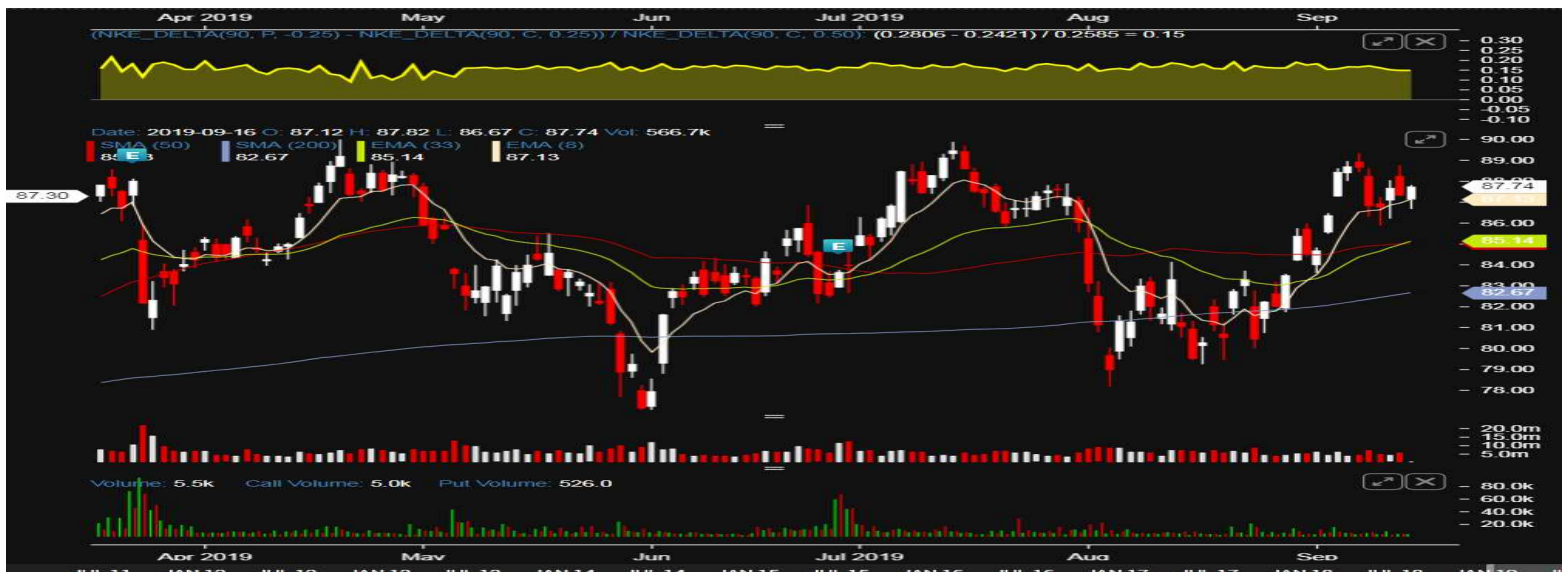 Apr 2019 May Jun Jul 2019 Aug Sep
(NKE_DELTA(90, P, -0.25) - NKE_DELTA(90, C, 0.25)) / NKE_DELTA(90, C, 0.50): (0.2806 - 0.2421) / 0.2585 = 0.15
0.30
0.25
0.20
0.15
0.10
0.05
0.00
-0.05
-0.10
Date: 2019-09-16 O: 87.12 H: 87.82 L: 86.67 C: 87.74 Vol: 566.7k
SMA (50) SMA (200) EMA (33) EMA (8)
82.67 85.14 87.13
E
E
90.00
89.00
87.30
87.74
86.00
85.14
84.00
82.67
82.00
81.00
80.00
79.00
78.00
20.0m
15.0m
10.0m
5.0m
Volume: 5.5k Call Volume: 5.0k Put Volume: 526.0
80.0k
60.0k
40.0k
20.0k
Apr 2019 May Jun Jul 2019 Aug Sep